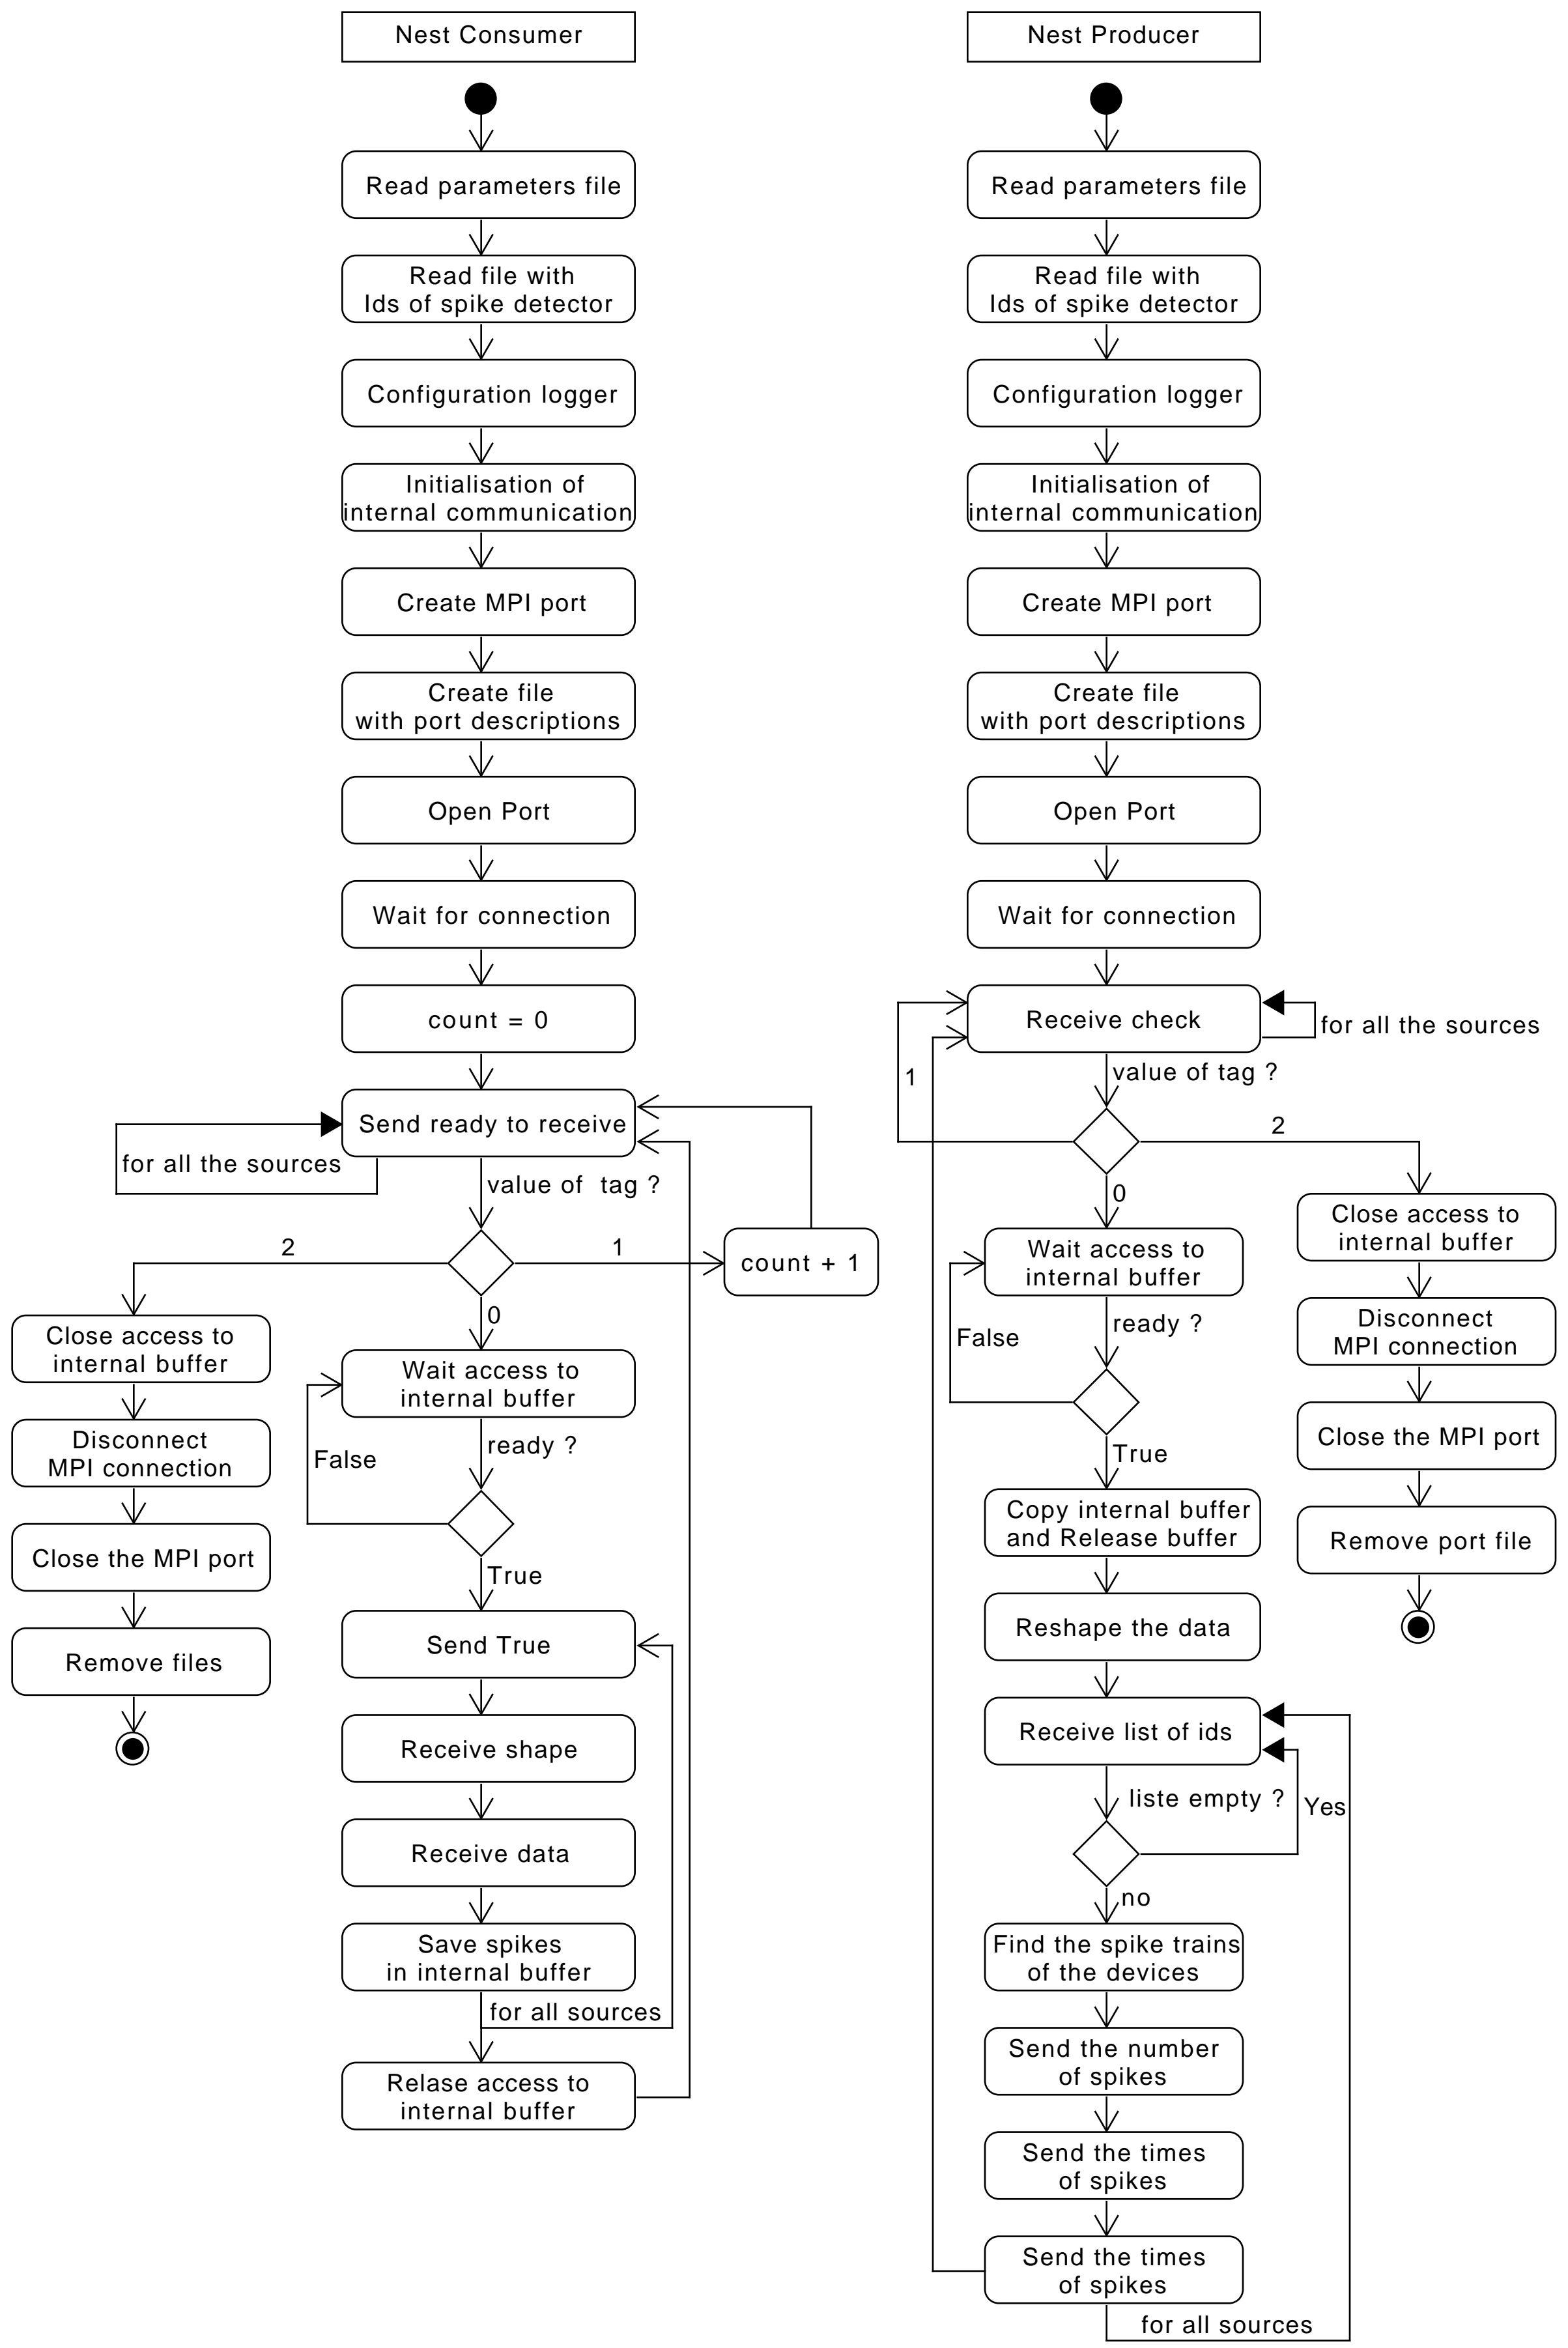 Nest Consumer
Read parameters file
Read file with
Ids of spike detector
Configuration logger
Initialisation of
internal communication
Create MPI port
Create file
with port descriptions
Open Port
Wait for connection
count = 0
Send ready to receive
for all the sources
value of  tag ?
2
1
count + 1
0
Close access to
internal buffer
Disconnect
MPI connection
Close the MPI port
Remove files
Wait access to
internal buffer
ready ?
False
True
Send True
Receive shape
Receive data
Save spikes
in internal buffer
for all sources
Relase access to
internal buffer
Nest Producer
Read parameters file
Read file with
Ids of spike detector
Configuration logger
Initialisation of
internal communication
Create MPI port
Create file
with port descriptions
Open Port
Wait for connection
Receive check
for all the sources
1
value of tag ?
2
0
Wait access to
internal buffer
ready ?
False
True
Copy internal buffer
and Release buffer
Reshape the data
Receive list of ids
liste empty ?
Yes
no
Find the spike trains
of the devices
Send the number
of spikes
Send the times
of spikes
Send the times
of spikes
for all sources
Close access to
internal buffer
Disconnect
MPI connection
Close the MPI port
Remove port file